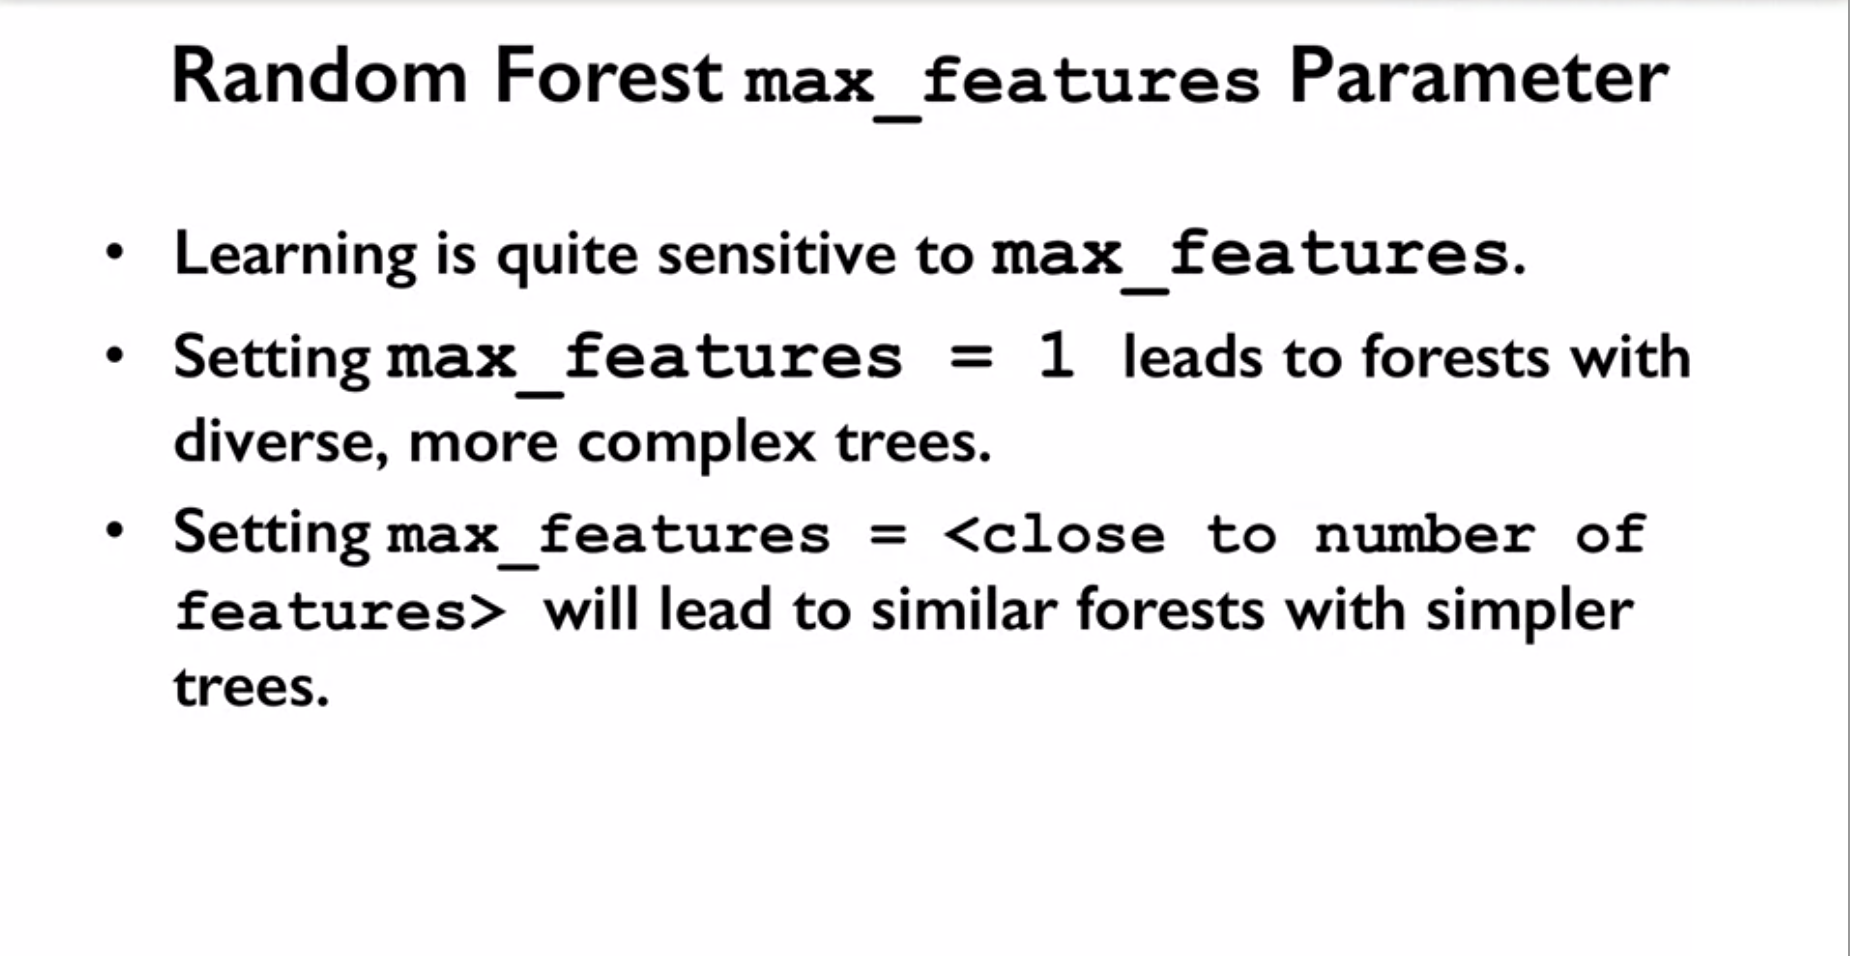 Random Forest max_features Parameter
• Learning is quite sensitive to max_features.
• Setting max_features = 1 leads to forests with
diverse, more complex trees.
• Setting max_features = <close to number of
features> will lead to similar forests with simpler
trees.